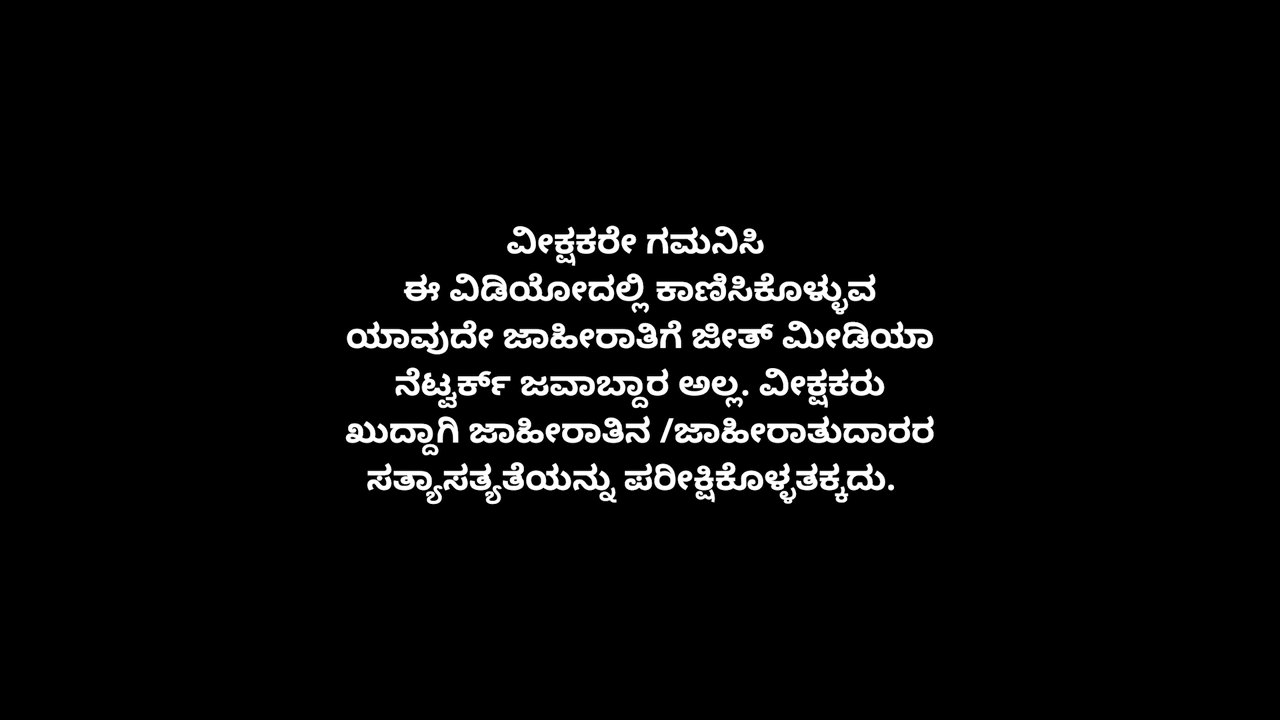 ವೀಕ್ಷಕರೇ ಗಮನಿಸಿ
ಈ ವಿಡಿಯೋದಲ್ಲಿ ಕಾಣಿಸಿಕೊಳ್ಳುವ
ಯಾವುದೇ ಜಾಹೀರಾತಿಗೆ ಜೀತ್ ಮೀಡಿಯಾ
ನೆಟ್ವರ್ಕ್ ಜವಾಬ್ದಾರ ಅಲ್ಲ. ವೀಕ್ಷಕರು
ಖುದ್ದಾಗಿ ಜಾಹೀರಾತಿನ /ಜಾಹೀರಾತುದಾರರ
ಸತ್ಯಾಸತ್ಯತೆಯನ್ನು ಪರೀಕ್ಷಿಕೊಳ್ಳತಕ್ಕದು.